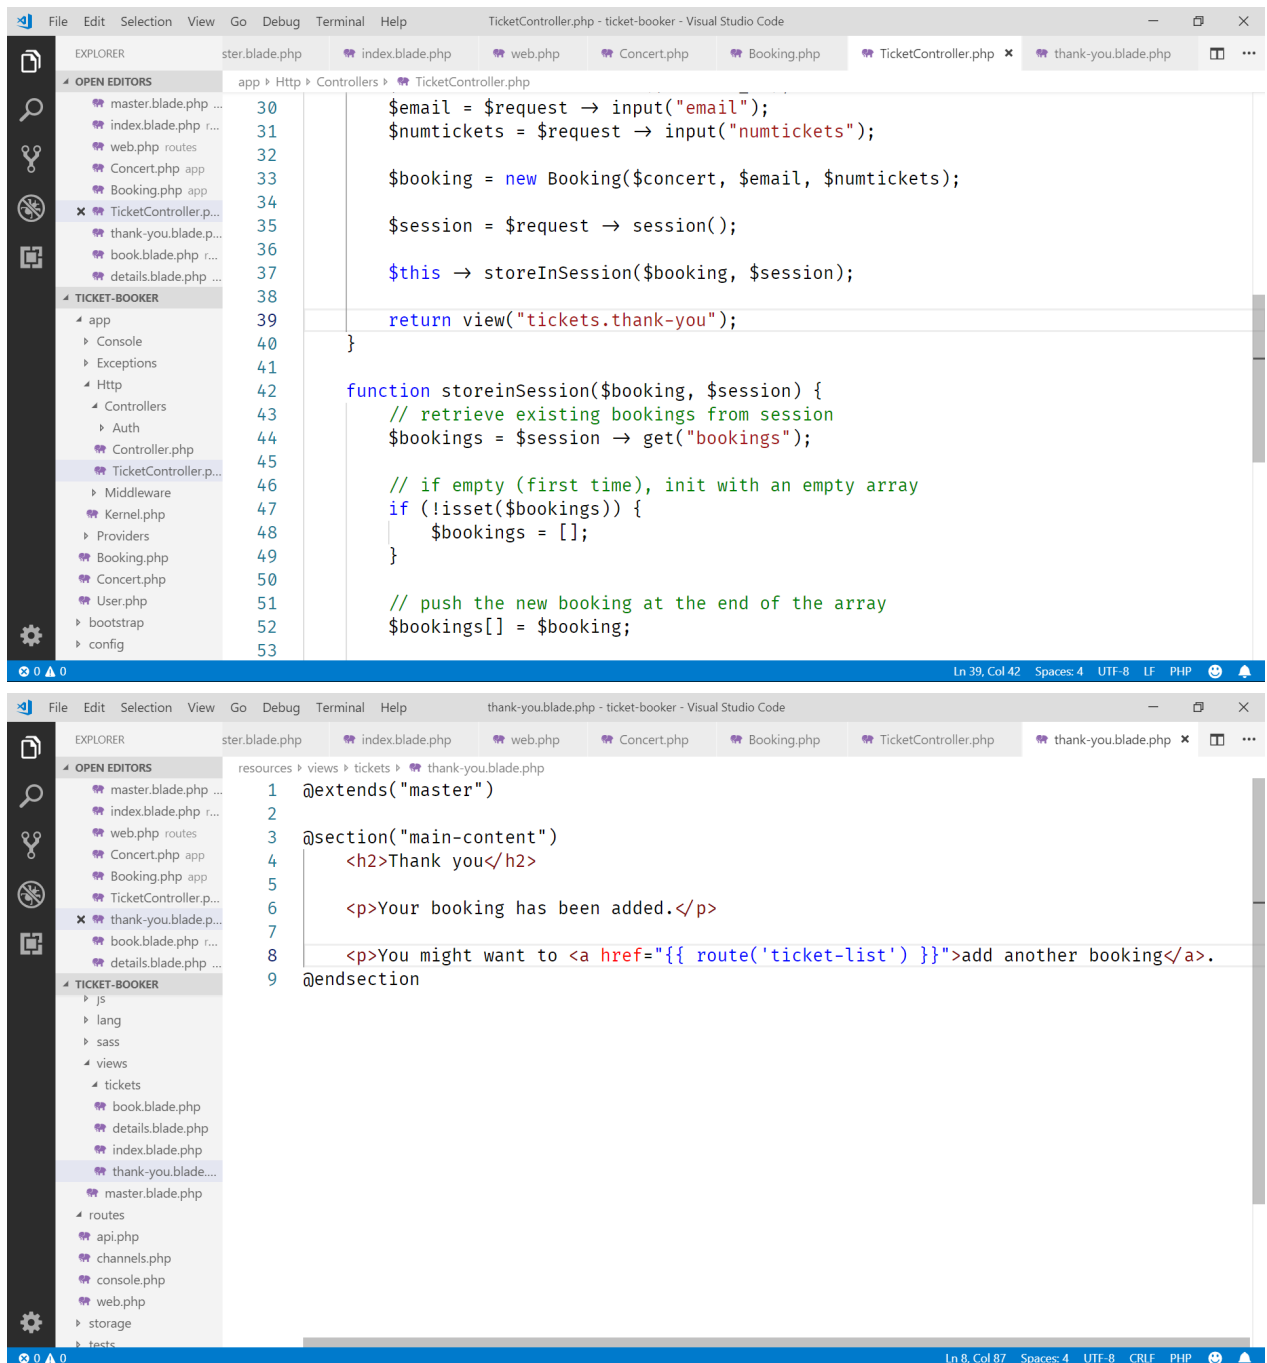 File Edit Selection View Go Debug Terminal Help TicketController.php - ticket-booker - Visual Studio Code
EXPLORER ster.blade.php index.blade.php web.php Concert.php Booking.php TicketController.php thank-you.blade.php
OPEN EDITORS
master.blade.php ...
index.blade.php r...
web.php routes
Concert.php app
Booking.php app
TicketController.p...
thank-you.blade.p...
book.blade.php r...
details.blade.php ...
TICKET-BOOKER
app
Console
Exceptions
Http
Controllers
Auth
Controller.php
TicketController.p...
Middleware
Kernel.php
Providers
Booking.php
Concert.php
User.php
bootstrap
config
app Http Controllers TicketController.php
30 $email = $request → input("email");
31 $numtickets = $request → input("numtickets");
32
33 $booking = new Booking($concert, $email, $numtickets);
34
35 $session = $request → session();
36
37 $this → storeInSession($booking, $session);
38
39 return view("tickets.thank-you");
40 }
41
42 function storeinSession($booking, $session) {
43 // retrieve existing bookings from session
44 $bookings = $session → get("bookings");
45
46 // if empty (first time), init with an empty array
47 if (!isset($bookings)) {
48 $bookings = [];
49 }
50
51 // push the new booking at the end of the array
52 $bookings[] = $booking;
53
0 0 Ln 39, Col 42 Spaces: 4 UTF-8 LF PHP
File Edit Selection View Go Debug Terminal Help thank-you.blade.php - ticket-booker - Visual Studio Code
EXPLORER ster.blade.php index.blade.php web.php Concert.php Booking.php TicketController.php thank-you.blade.php
OPEN EDITORS
master.blade.php ...
index.blade.php r...
web.php routes
Concert.php app
Booking.php app
TicketController.p...
thank-you.blade.p...
book.blade.php r...
details.blade.php ...
TICKET-BOOKER
js
lang
sass
views
tickets
book.blade.php
details.blade.php
index.blade.php
thank-you.blade....
master.blade.php
routes
api.php
channels.php
console.php
web.php
storage
tests
resources views tickets thank-you.blade.php
1 @extends("master")
2
3 @section("main-content")
4 <h2>Thank you</h2>
5
6 <p>Your booking has been added.</p>
7
8 <p>You might want to <a href="{{ route('ticket-list') }}">add another booking</a>.
9 @endsection
0 0 Ln 8, Col 87 Spaces: 4 UTF-8 CRLF PHP